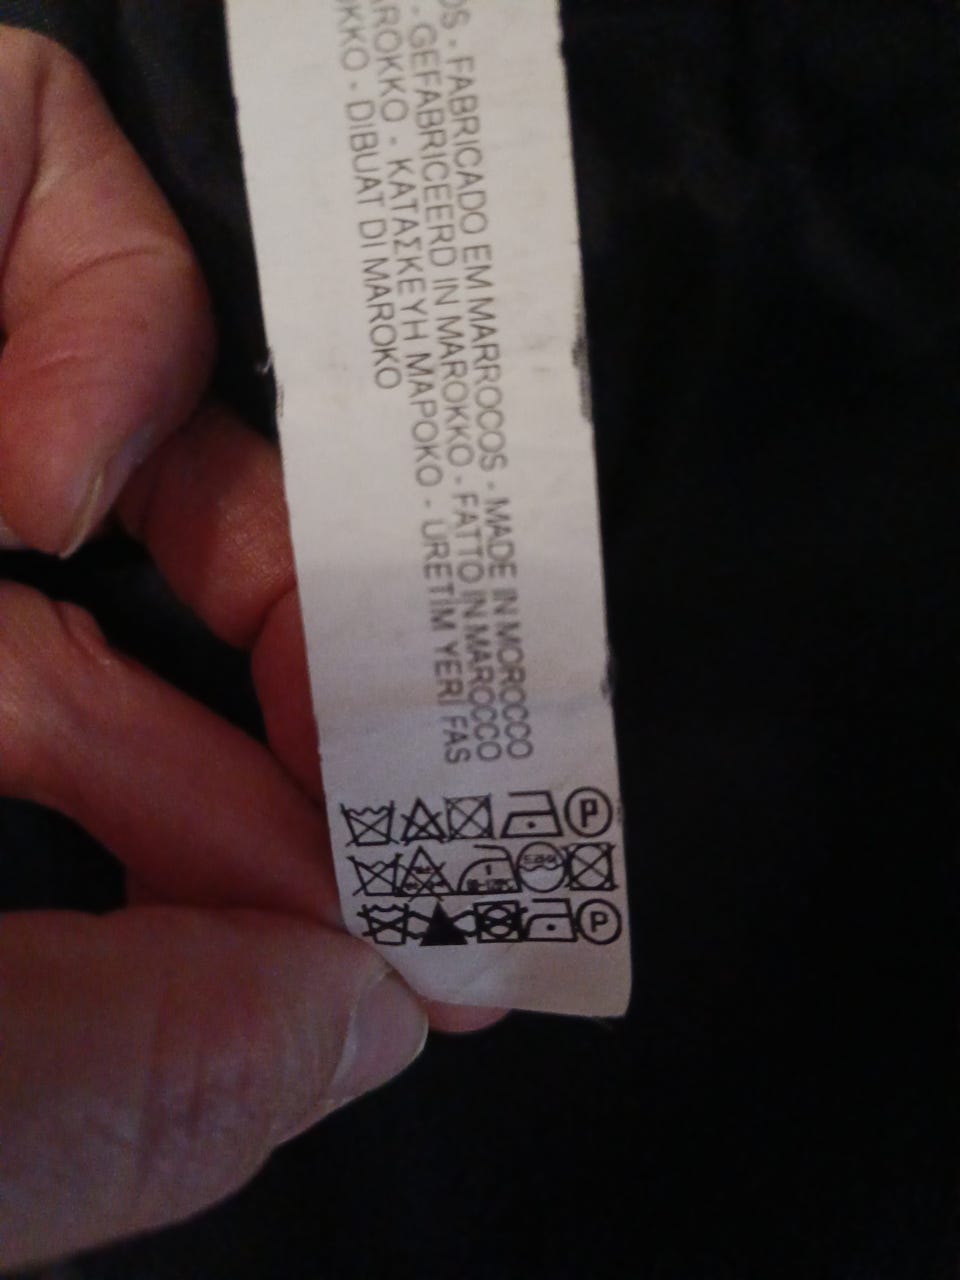 OS - FABRICADO EM MARROCOS - MADE IN MOROCCO
- GEFABRICEERD IN MAROKKO - FATTO IN MAROCCO
AROKKO - ΚΑΤΑΣΚΕΥΗ ΜΑΡΟΚΟ - ÜRETİM YERİ FAS
OKKO - DIBUAT DI MAROKO
P
P